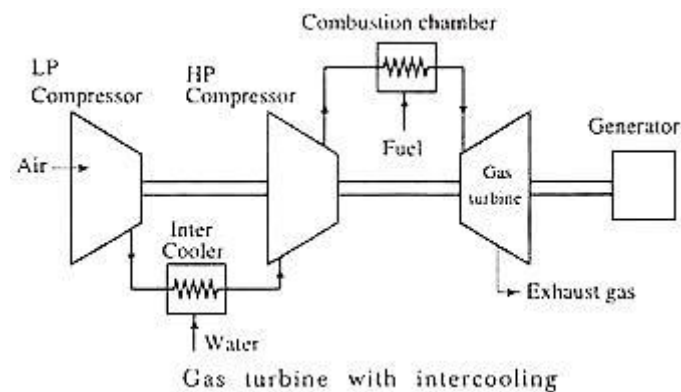 Combustion chamber
LP
Compressor
HP
Compressor
Generator
Air
Fuel
Gas
turbine
Inter
Cooler
Exhaust gas
Water
Gas turbine with intercooling